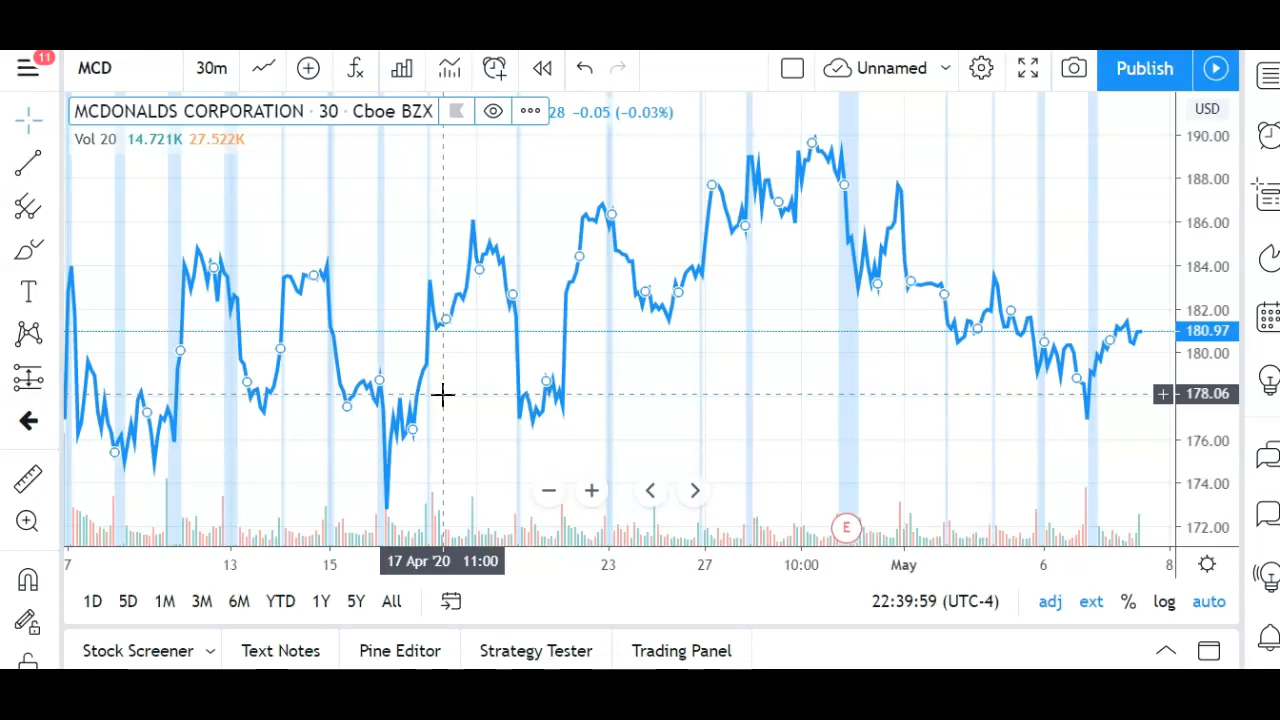 11
MCD 30m Unnamed Publish
MCDONALDS CORPORATION · 30 · Cboe BZX 28 −0.05 (−0.03%) USD
Vol 20 14.721K 27.522K
190.00
188.00
186.00
184.00
182.00
180.97
180.00
178.06
176.00
174.00
E
172.00
7 13 15 17 Apr '20 11:00 23 27 10:00 May 6 8
1D 5D 1M 3M 6M YTD 1Y 5Y All 22:39:59 (UTC-4) adj ext % log auto
Stock Screener Text Notes Pine Editor Strategy Tester Trading Panel